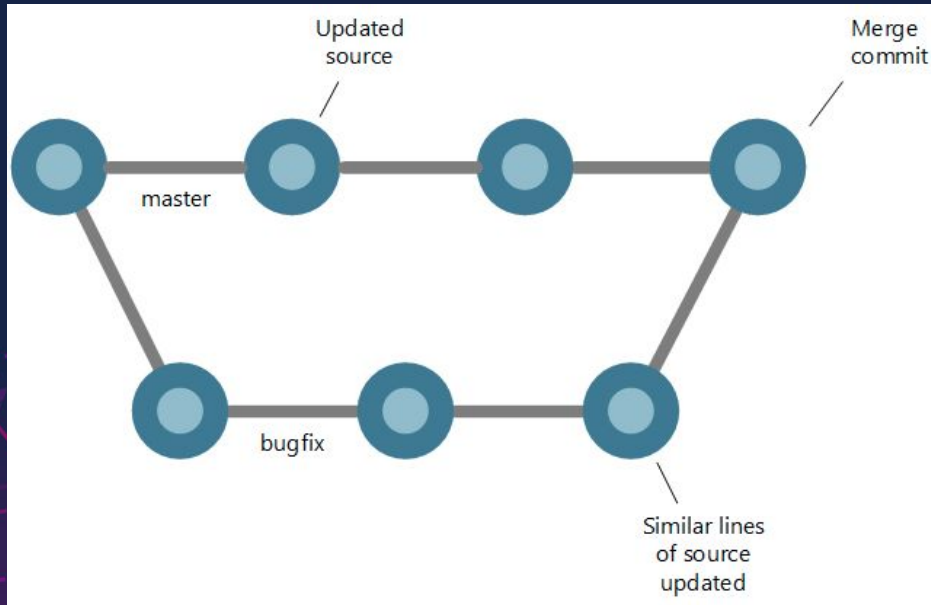 Updated
source
Merge
commit
master
bugfix
Similar lines
of source
updated